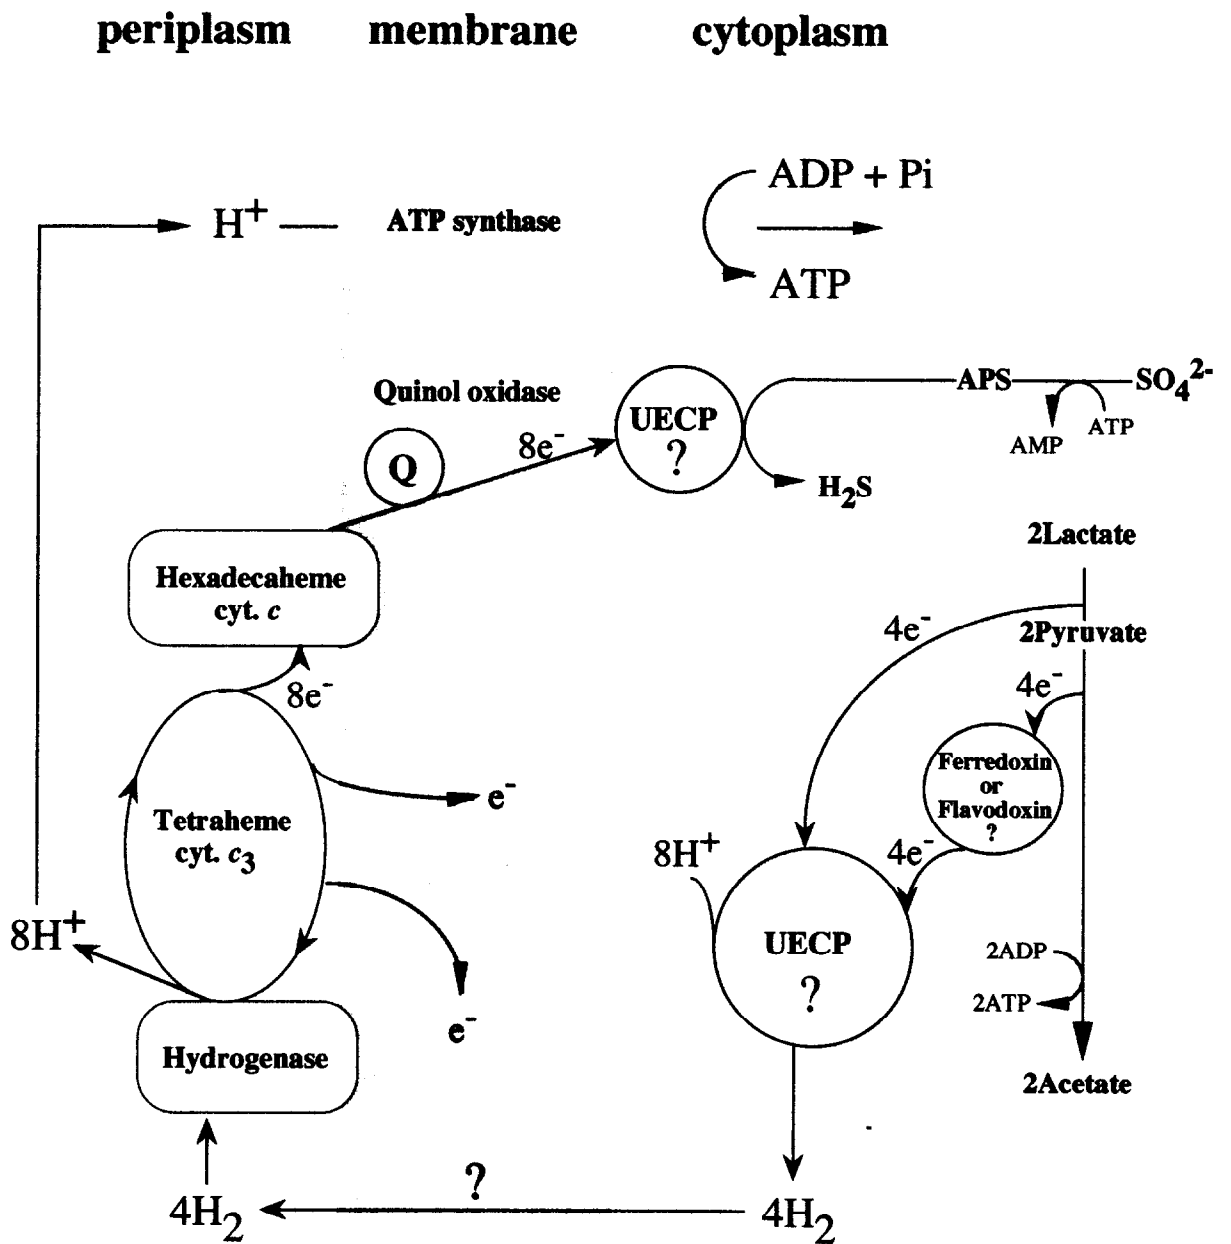 periplasm membrane cytoplasm
ADP + Pi
H+ ATP synthase
ATP
Quinol oxidase
UECP
?
APS SO4 2-
AMP ATP
8e-
Q
H2S
2Lactate
Hexadecaheme
cyt. c
4e-
2Pyruvate
8e-
4e-
Ferredoxin
or
Flavodoxin
?
e-
Tetraheme
cyt. c3
8H+
4e-
8H+
UECP
?
2ADP
2ATP
e-
Hydrogenase
2Acetate
?
4H2
4H2